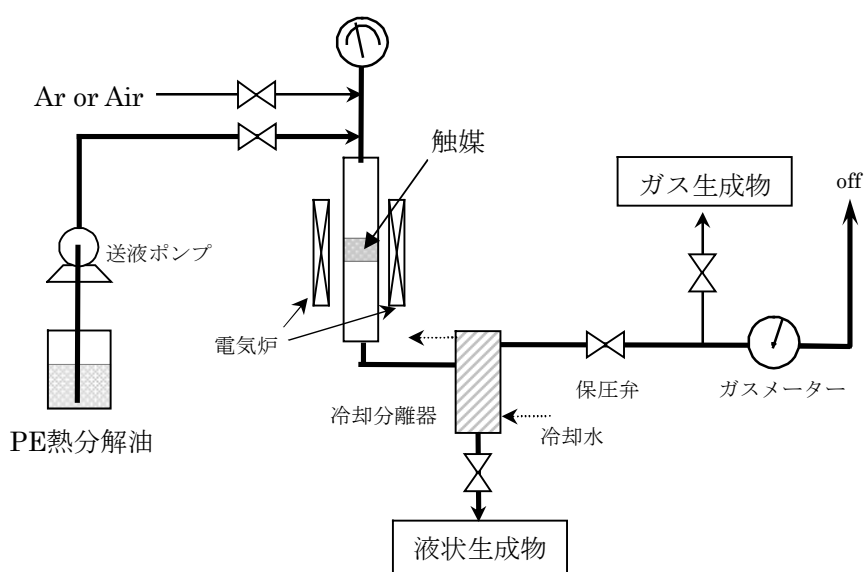 Ar or Air
触媒
ガス生成物
off
送液ポンプ
電気炉
保圧弁
ガスメーター
冷却分離器
冷却水
PE熱分解油
液状生成物